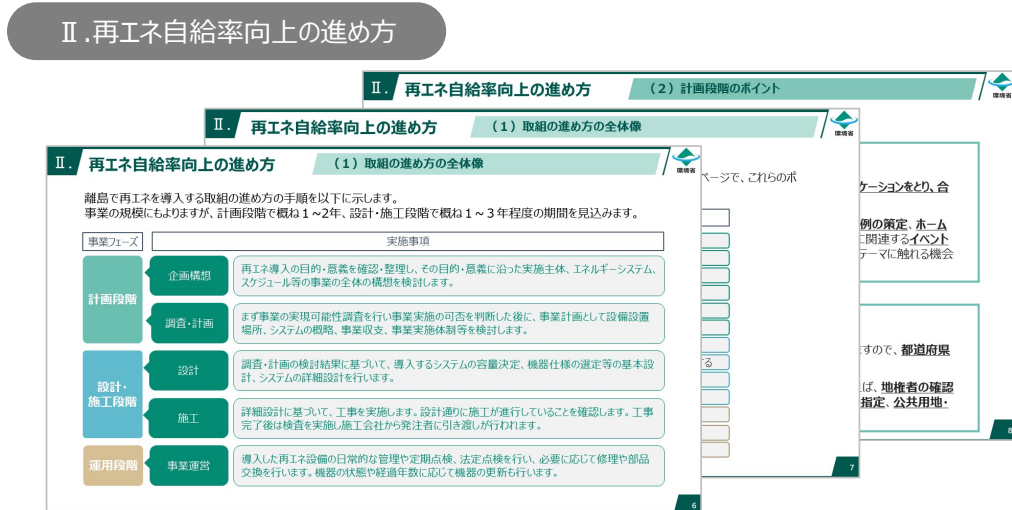 Ⅱ.再エネ自給率向上の進め方
Ⅱ. 再エネ自給率向上の進め方 (2)計画段階のポイント
環境省
ケーションをとり、合
例の策定、ホーム
に関連するイベント
テーマに触れる機会
ますので、都道府県
ば、地権者の確認
指定、公共用地・
8
Ⅱ. 再エネ自給率向上の進め方 (1)取組の進め方の全体像
環境省
ページで、これらのポ
る
7
Ⅱ. 再エネ自給率向上の進め方 (1)取組の進め方の全体像
環境省
離島で再エネを導入する取組の進め方の手順を以下に示します。
事業の規模にもよりますが、計画段階で概ね1~2年、設計・施工段階で概ね1~3年程度の期間を見込みます。
事業フェーズ 実施事項
計画段階
企画構想
再エネ導入の目的・意義を確認・整理し、その目的・意義に沿った実施主体、エネルギーシステム、
スケジュール等の事業の全体の構想を検討します。
調査・計画
まず事業の実現可能性調査を行い事業実施の可否を判断した後に、事業計画として設備設置
場所、システムの概略、事業収支、事業実施体制等を検討します。
設計・
施工段階
設計
調査・計画の検討結果に基づいて、導入するシステムの容量決定、機器仕様の選定等の基本設
計、システムの詳細設計を行います。
施工
詳細設計に基づいて、工事を実施します。設計通りに施工が進行していることを確認します。工事
完了後は検査を実施し施工会社から発注者に引き渡しが行われます。
運用段階
事業運営
導入した再エネ設備の日常的な管理や定期点検、法定点検を行い、必要に応じて修理や部品
交換を行います。機器の状態や経過年数に応じて機器の更新も行います。
6